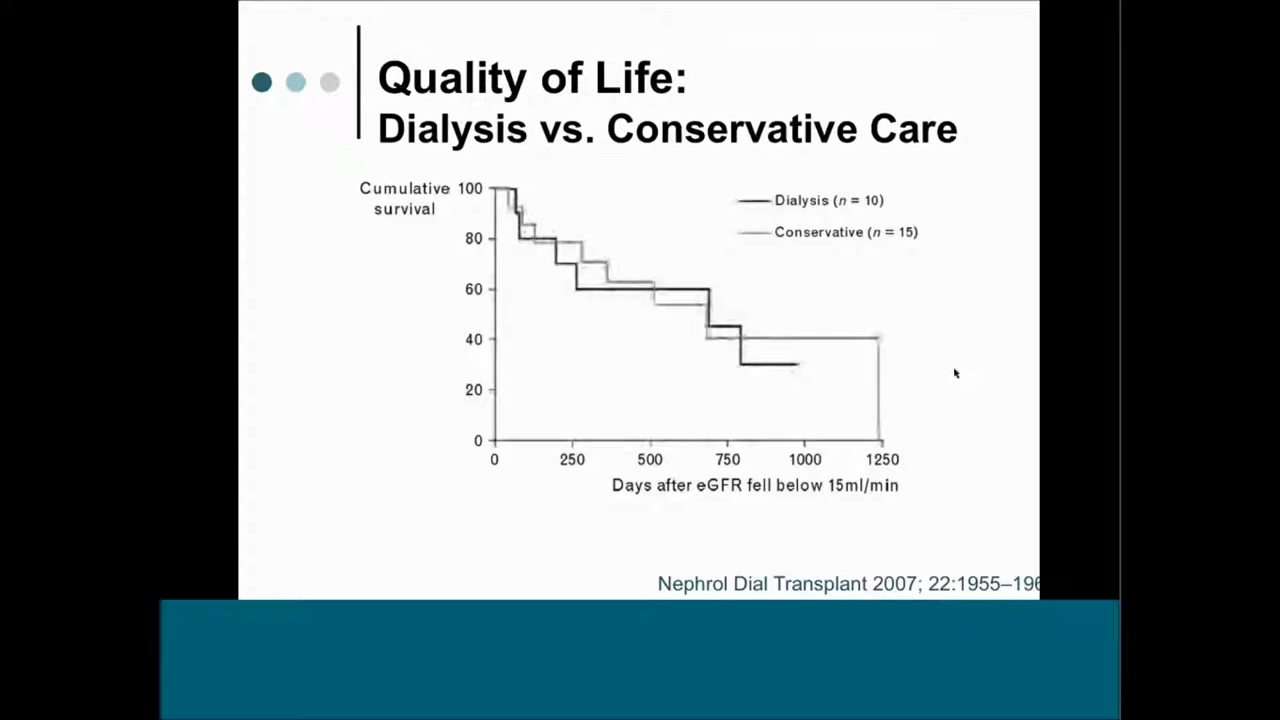 Quality of Life:
Dialysis vs. Conservative Care
Cumulative
survival
100
80
60
40
20
0
Dialysis (n = 10)
Conservative (n = 15)
0 250 500 750 1000 1250
Days after eGFR fell below 15ml/min
Nephrol Dial Transplant 2007; 22:1955–196